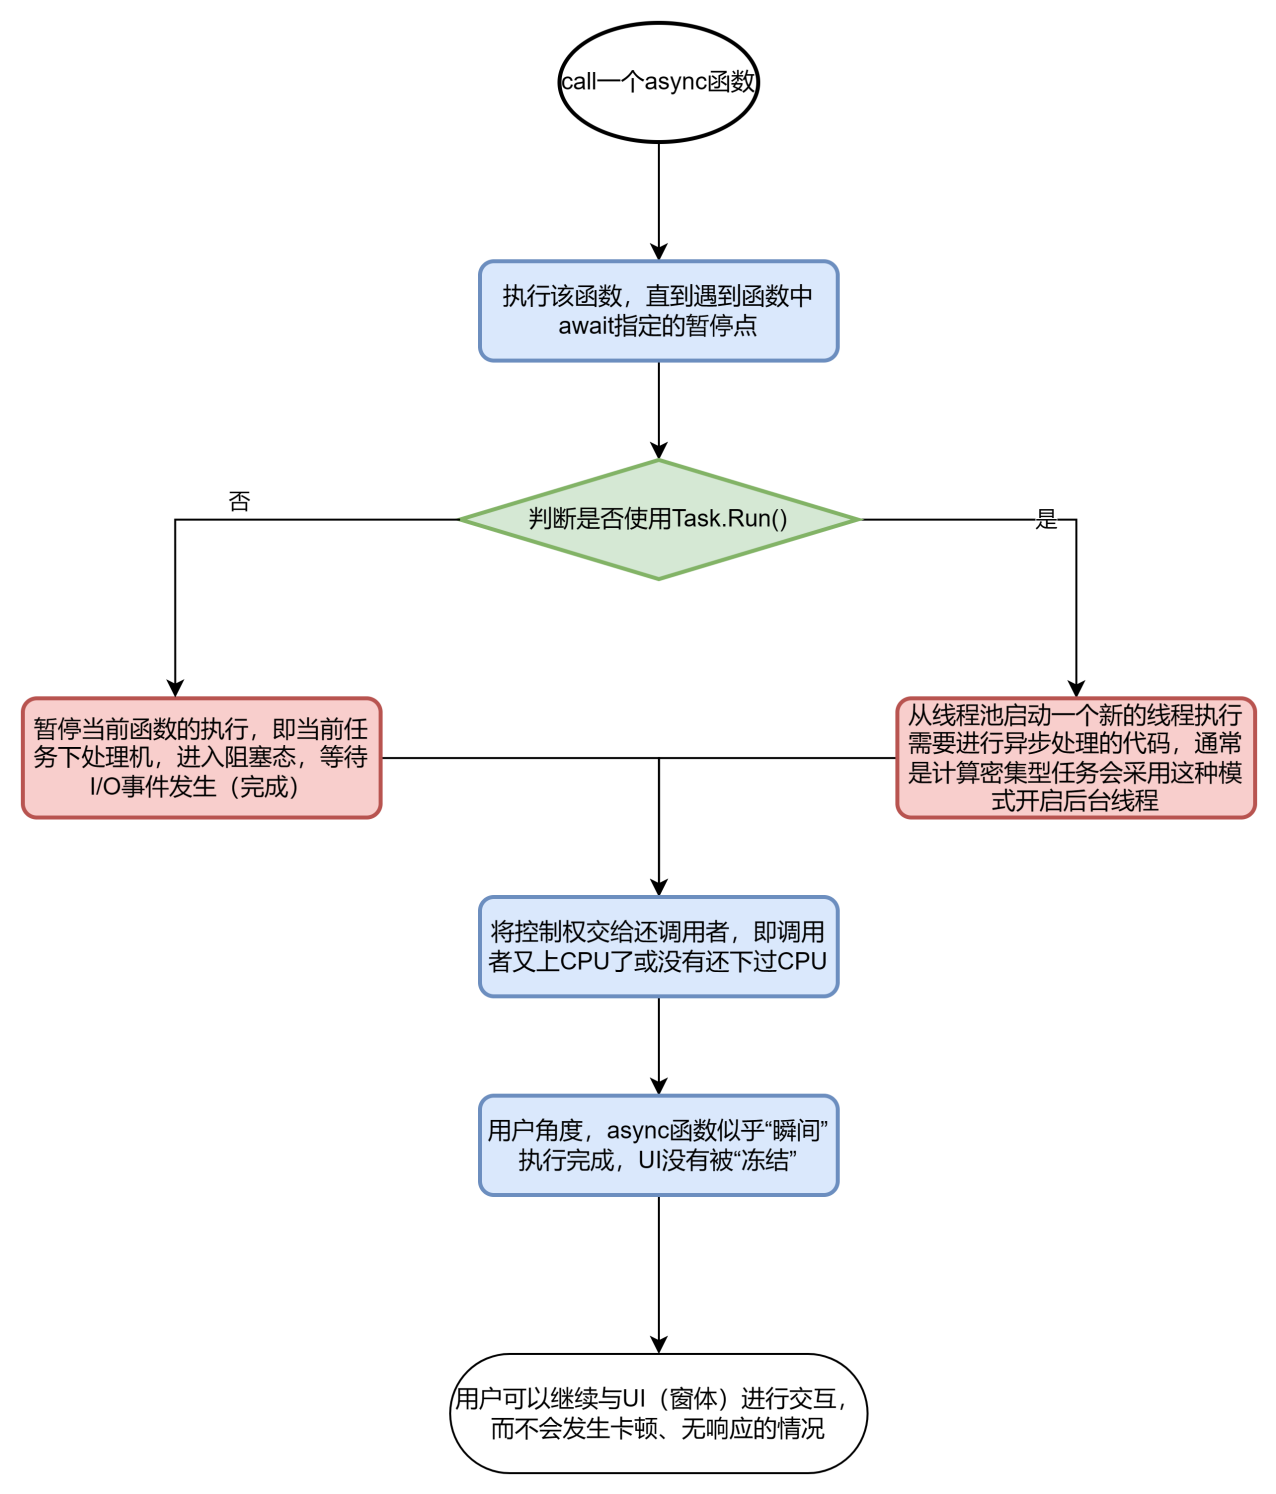 call一个async函数
执行该函数，直到遇到函数中
await指定的暂停点
判断是否使用Task.Run()
否
是
暂停当前函数的执行，即当前任
务下处理机，进入阻塞态，等待
I/O事件发生（完成）
从线程池启动一个新的线程执行
需要进行异步处理的代码，通常
是计算密集型任务会采用这种模
式开启后台线程
将控制权交给还调用者，即调用
者又上CPU了或没有还下过CPU
用户角度，async函数似乎“瞬间”
执行完成，UI没有被“冻结”
用户可以继续与UI（窗体）进行交互，
而不会发生卡顿、无响应的情况